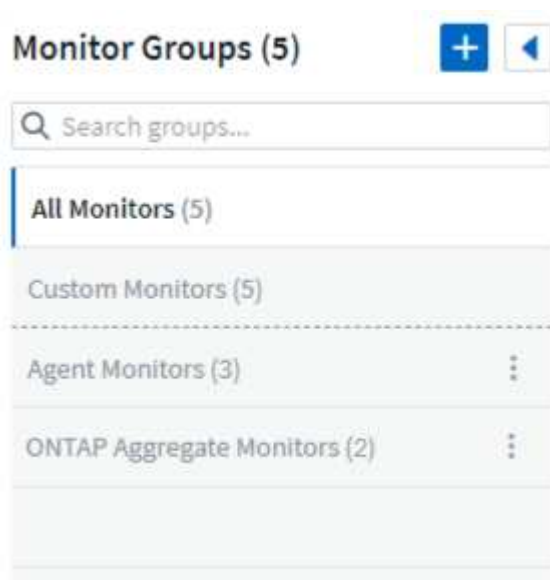 Monitor Groups (5)
Search groups...
All Monitors (5)
Custom Monitors (5)
Agent Monitors (3)
ONTAP Aggregate Monitors (2)